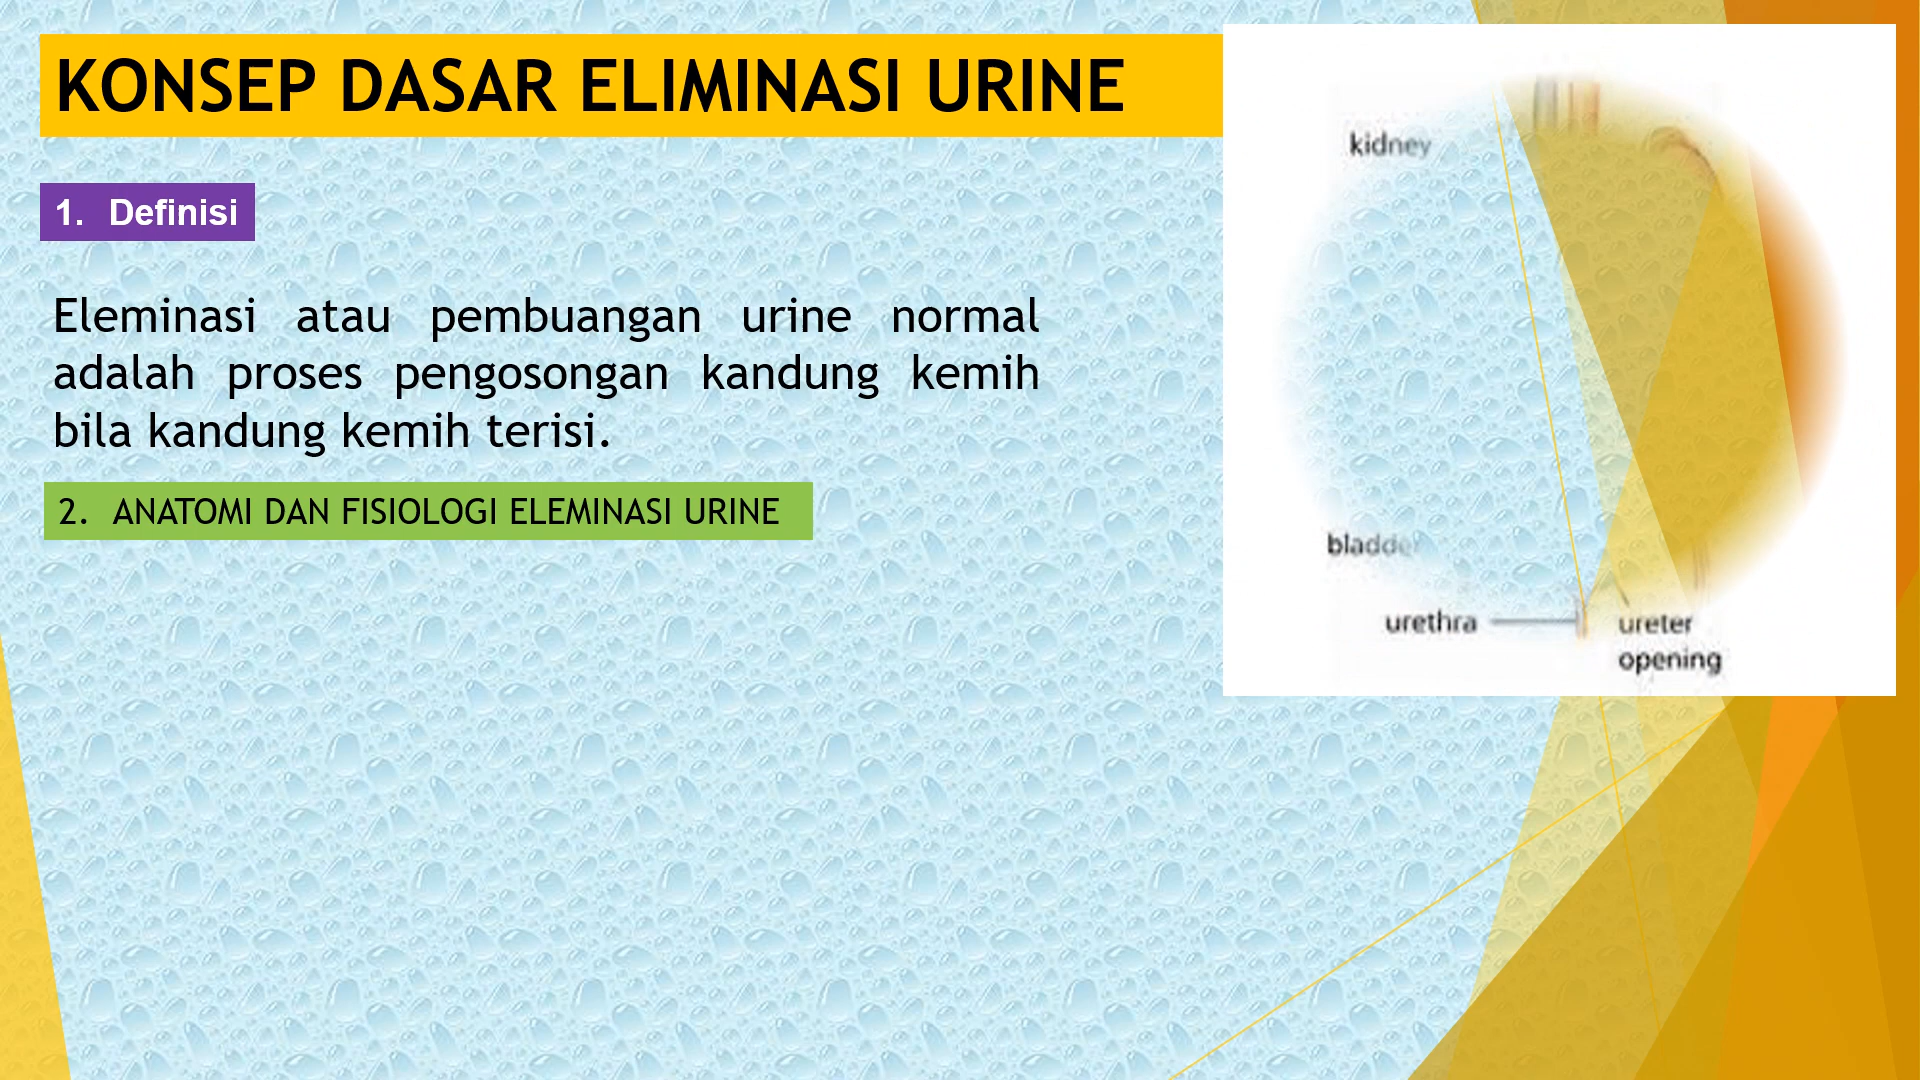 KONSEP DASAR ELIMINASI URINE
1. Definisi
Eleminasi atau pembuangan urine normal
adalah proses pengosongan kandung kemih
bila kandung kemih terisi.
2. ANATOMI DAN FISIOLOGI ELEMINASI URINE
kidney
bladder
urethra
ureter
opening